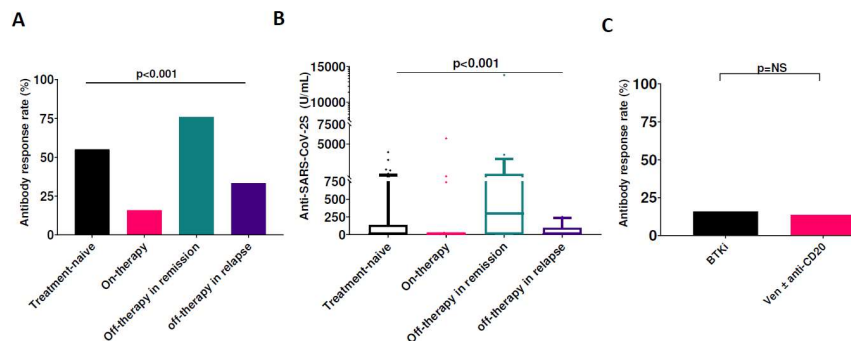 A
Antibody response rate (%)
100
75
50
25
0
p<0.001
Treatment-naive
On-therapy
Off-therapy in remission
off-therapy in relapse
B
Anti-SARS-CoV-2S (U/mL)
15000
10000
7500
5000
750
500
250
0
p<0.001
Treatment-naive
On-therapy
Off-therapy in remission
off-therapy in relapse
C
Antibody response rate (%)
100
75
50
25
0
p=NS
BTKi
Ven ± anti-CD20